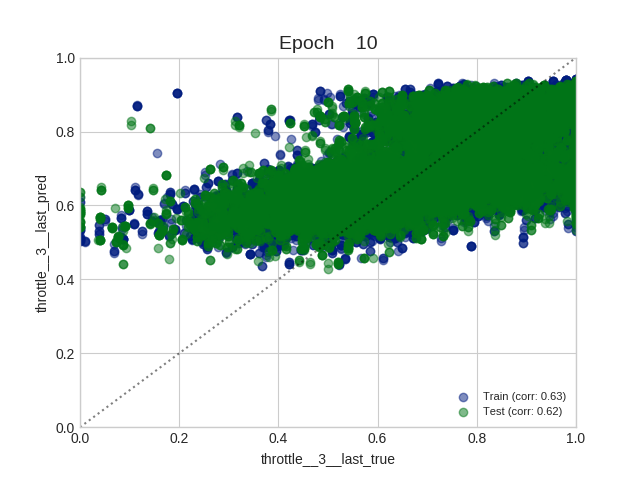 Epoch    10
1.0
0.8
0.6
0.4
0.2
0.0
throttle__3__last_pred
0.0
0.2
0.4
0.6
0.8
1.0
throttle__3__last_true
Train (corr: 0.63)
Test (corr: 0.62)